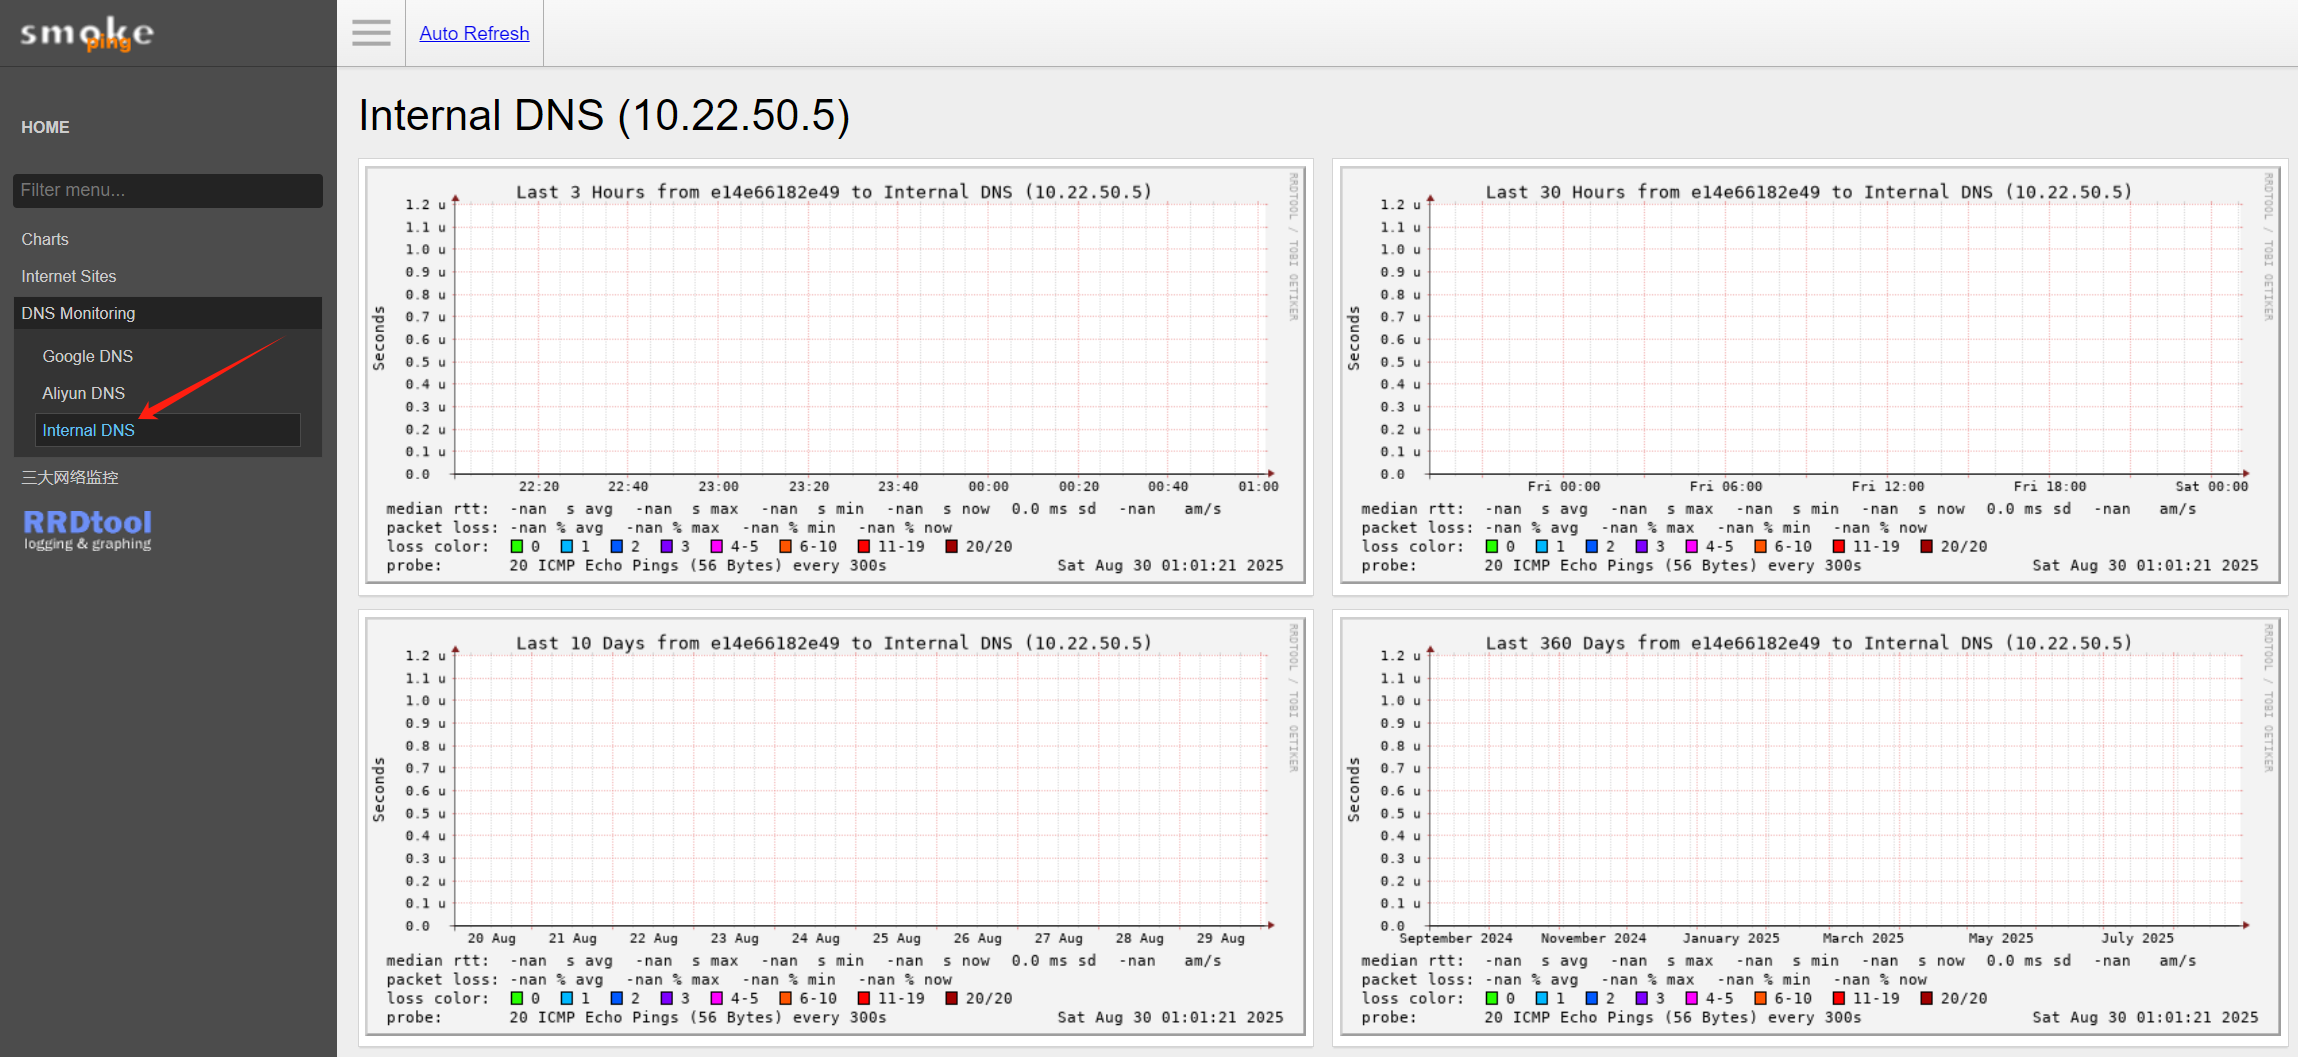 smokeping
Auto Refresh
HOME
Filter menu...
Charts
Internet Sites
DNS Monitoring
Google DNS
Aliyun DNS
Internal DNS
三大网络监控
RRDtool
logging & graphing
Internal DNS (10.22.50.5)
Last 3 Hours from e14e66182e49 to Internal DNS (10.22.50.5)
RRDTOOL / TOBI OETIKER
Seconds
1.2 u
1.1 u
1.0 u
0.9 u
0.8 u
0.7 u
0.6 u
0.5 u
0.4 u
0.3 u
0.2 u
0.1 u
0.0
22:20 22:40 23:00 23:20 23:40 00:00 00:20 00:40 01:00
median rtt: -nan s avg -nan s max -nan s min -nan s now 0.0 ms sd -nan am/s
packet loss: -nan % avg -nan % max -nan % min -nan % now
loss color: 0 1 2 3 4-5 6-10 11-19 20/20
probe: 20 ICMP Echo Pings (56 Bytes) every 300s Sat Aug 30 01:01:21 2025
Last 30 Hours from e14e66182e49 to Internal DNS (10.22.50.5)
RRDTOOL / TOBI OETIKER
Seconds
1.2 u
1.1 u
1.0 u
0.9 u
0.8 u
0.7 u
0.6 u
0.5 u
0.4 u
0.3 u
0.2 u
0.1 u
0.0
Fri 00:00 Fri 06:00 Fri 12:00 Fri 18:00 Sat 00:00
median rtt: -nan s avg -nan s max -nan s min -nan s now 0.0 ms sd -nan am/s
packet loss: -nan % avg -nan % max -nan % min -nan % now
loss color: 0 1 2 3 4-5 6-10 11-19 20/20
probe: 20 ICMP Echo Pings (56 Bytes) every 300s Sat Aug 30 01:01:21 2025
Last 10 Days from e14e66182e49 to Internal DNS (10.22.50.5)
RRDTOOL / TOBI OETIKER
Seconds
1.2 u
1.1 u
1.0 u
0.9 u
0.8 u
0.7 u
0.6 u
0.5 u
0.4 u
0.3 u
0.2 u
0.1 u
0.0
20 Aug 21 Aug 22 Aug 23 Aug 24 Aug 25 Aug 26 Aug 27 Aug 28 Aug 29 Aug
median rtt: -nan s avg -nan s max -nan s min -nan s now 0.0 ms sd -nan am/s
packet loss: -nan % avg -nan % max -nan % min -nan % now
loss color: 0 1 2 3 4-5 6-10 11-19 20/20
probe: 20 ICMP Echo Pings (56 Bytes) every 300s Sat Aug 30 01:01:21 2025
Last 360 Days from e14e66182e49 to Internal DNS (10.22.50.5)
RRDTOOL / TOBI OETIKER
Seconds
1.2 u
1.1 u
1.0 u
0.9 u
0.8 u
0.7 u
0.6 u
0.5 u
0.4 u
0.3 u
0.2 u
0.1 u
0.0
September 2024 November 2024 January 2025 March 2025 May 2025 July 2025
median rtt: -nan s avg -nan s max -nan s min -nan s now 0.0 ms sd -nan am/s
packet loss: -nan % avg -nan % max -nan % min -nan % now
loss color: 0 1 2 3 4-5 6-10 11-19 20/20
probe: 20 ICMP Echo Pings (56 Bytes) every 300s Sat Aug 30 01:01:21 2025